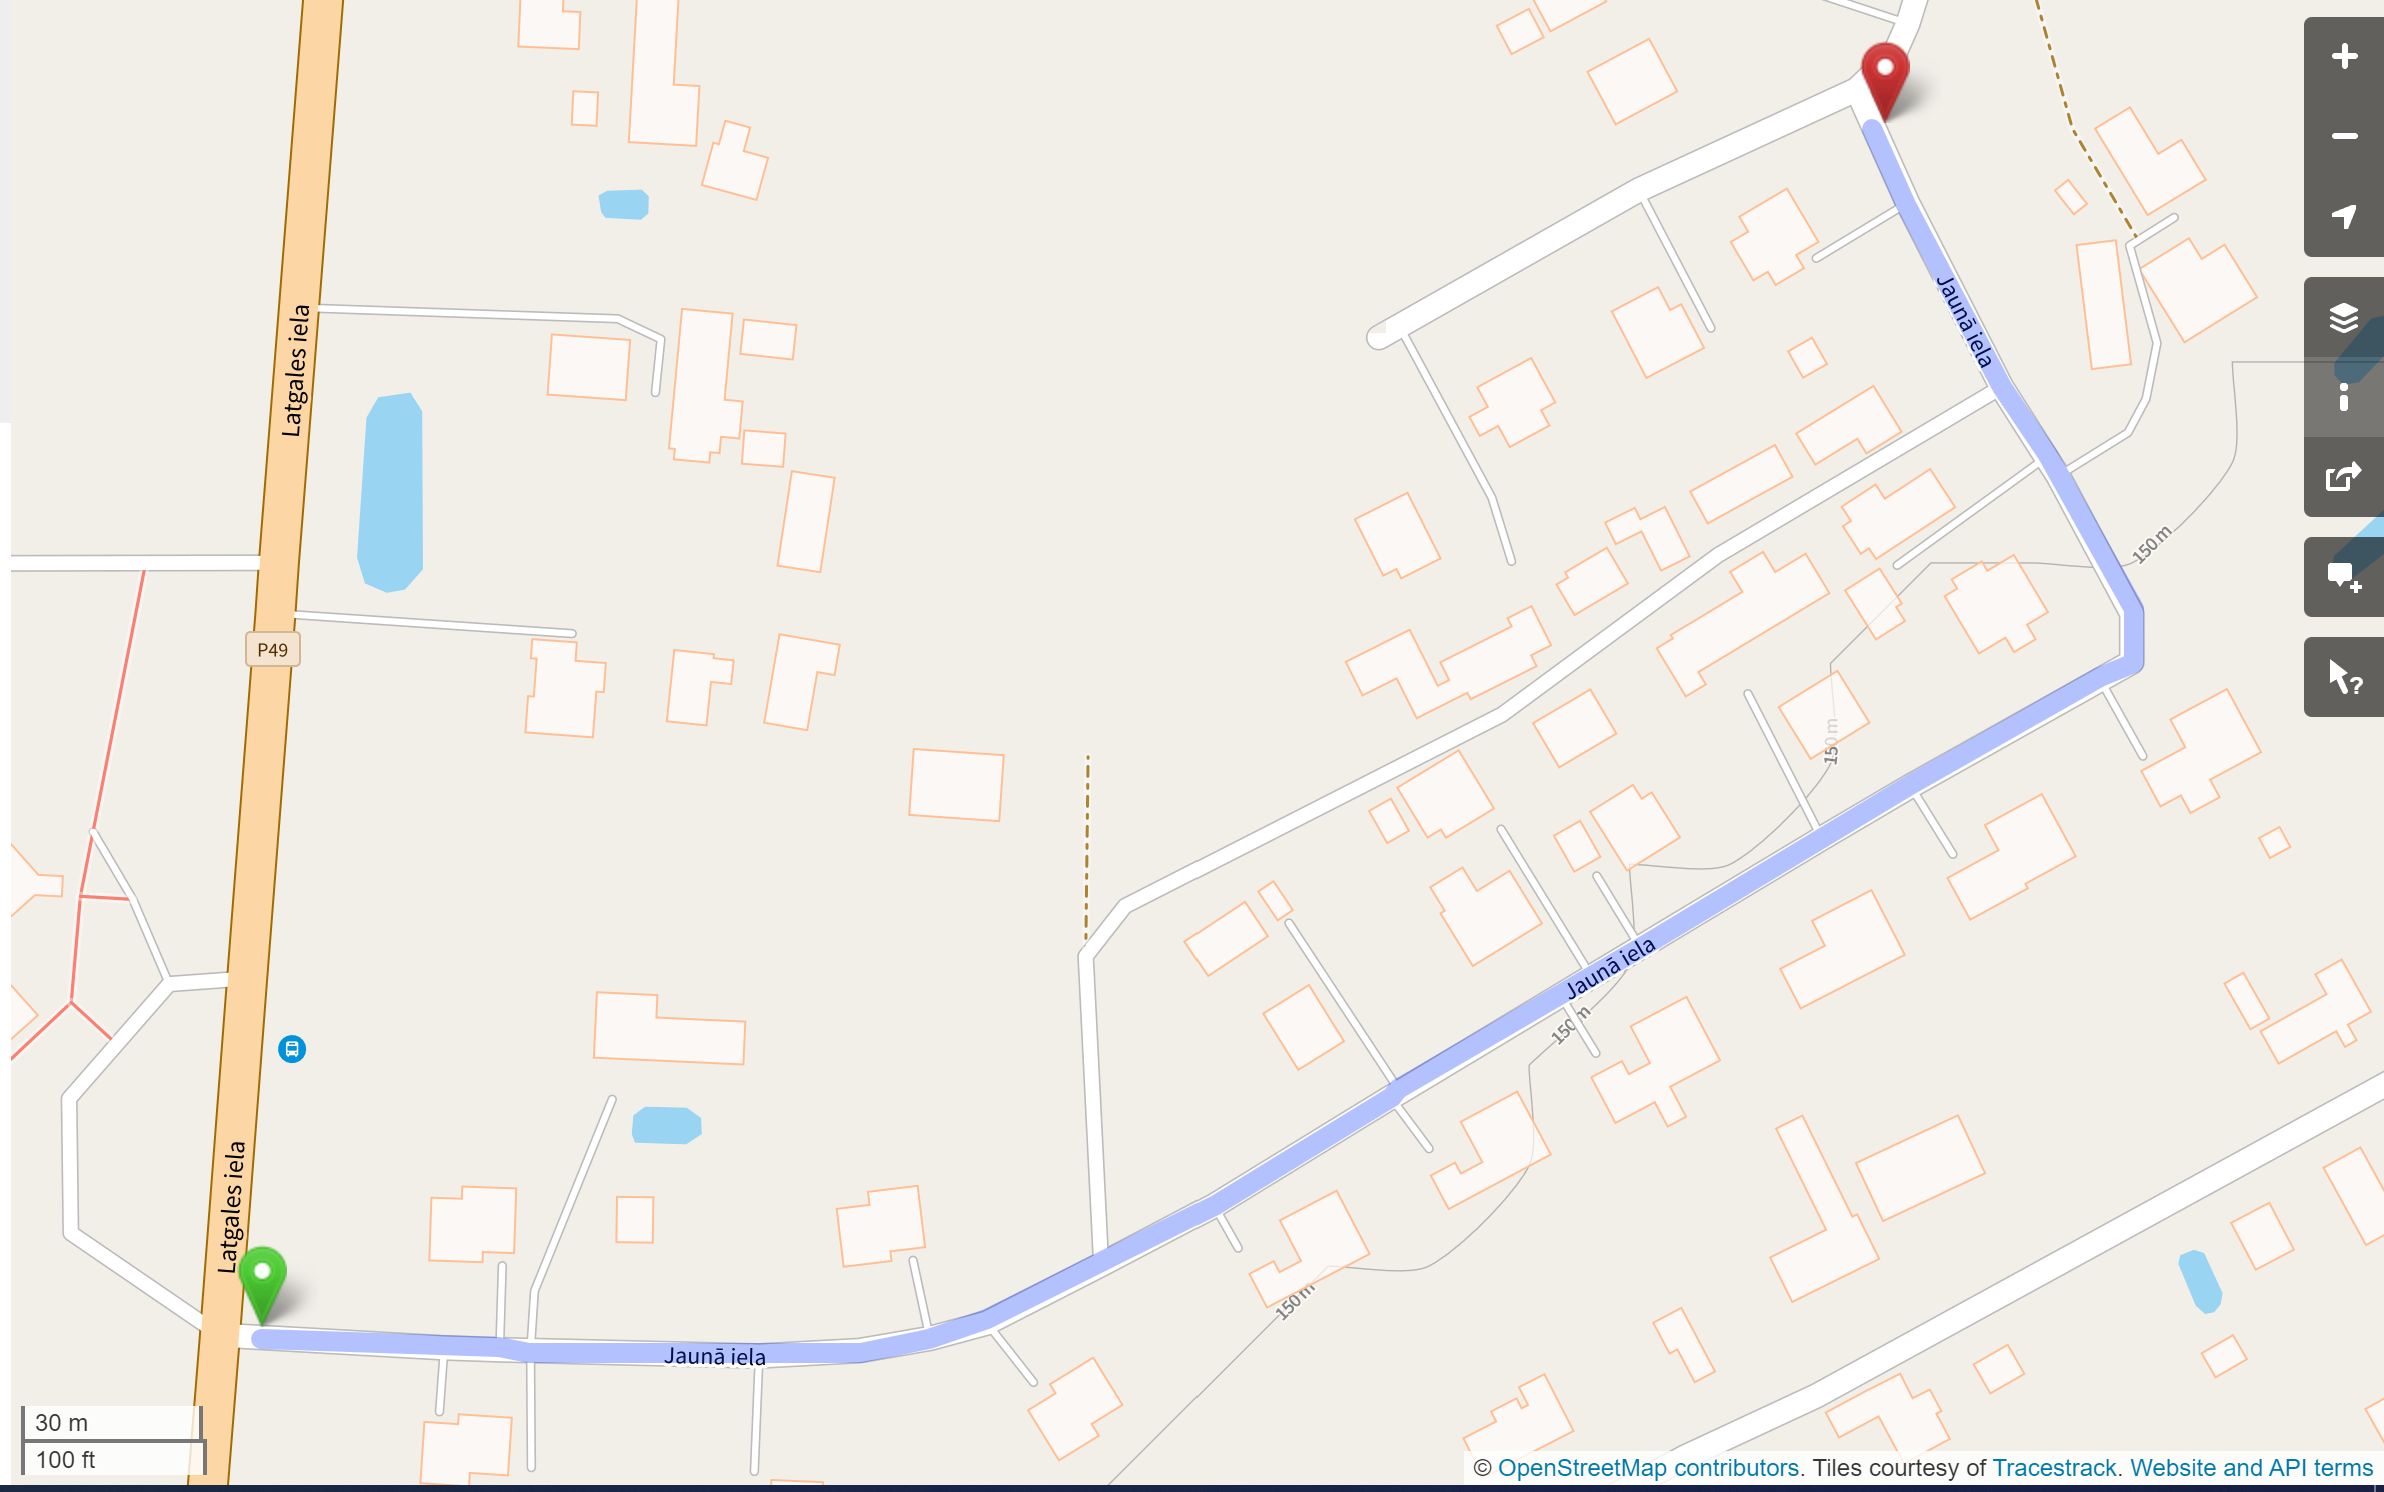 Latgales iela
Jaunā iela
150 m
P49
150 m
Jaunā iela
150 m
Latgales iela
150 m
Jaunā iela
30 m
100 ft
© OpenStreetMap contributors. Tiles courtesy of Tracestrack. Website and API terms